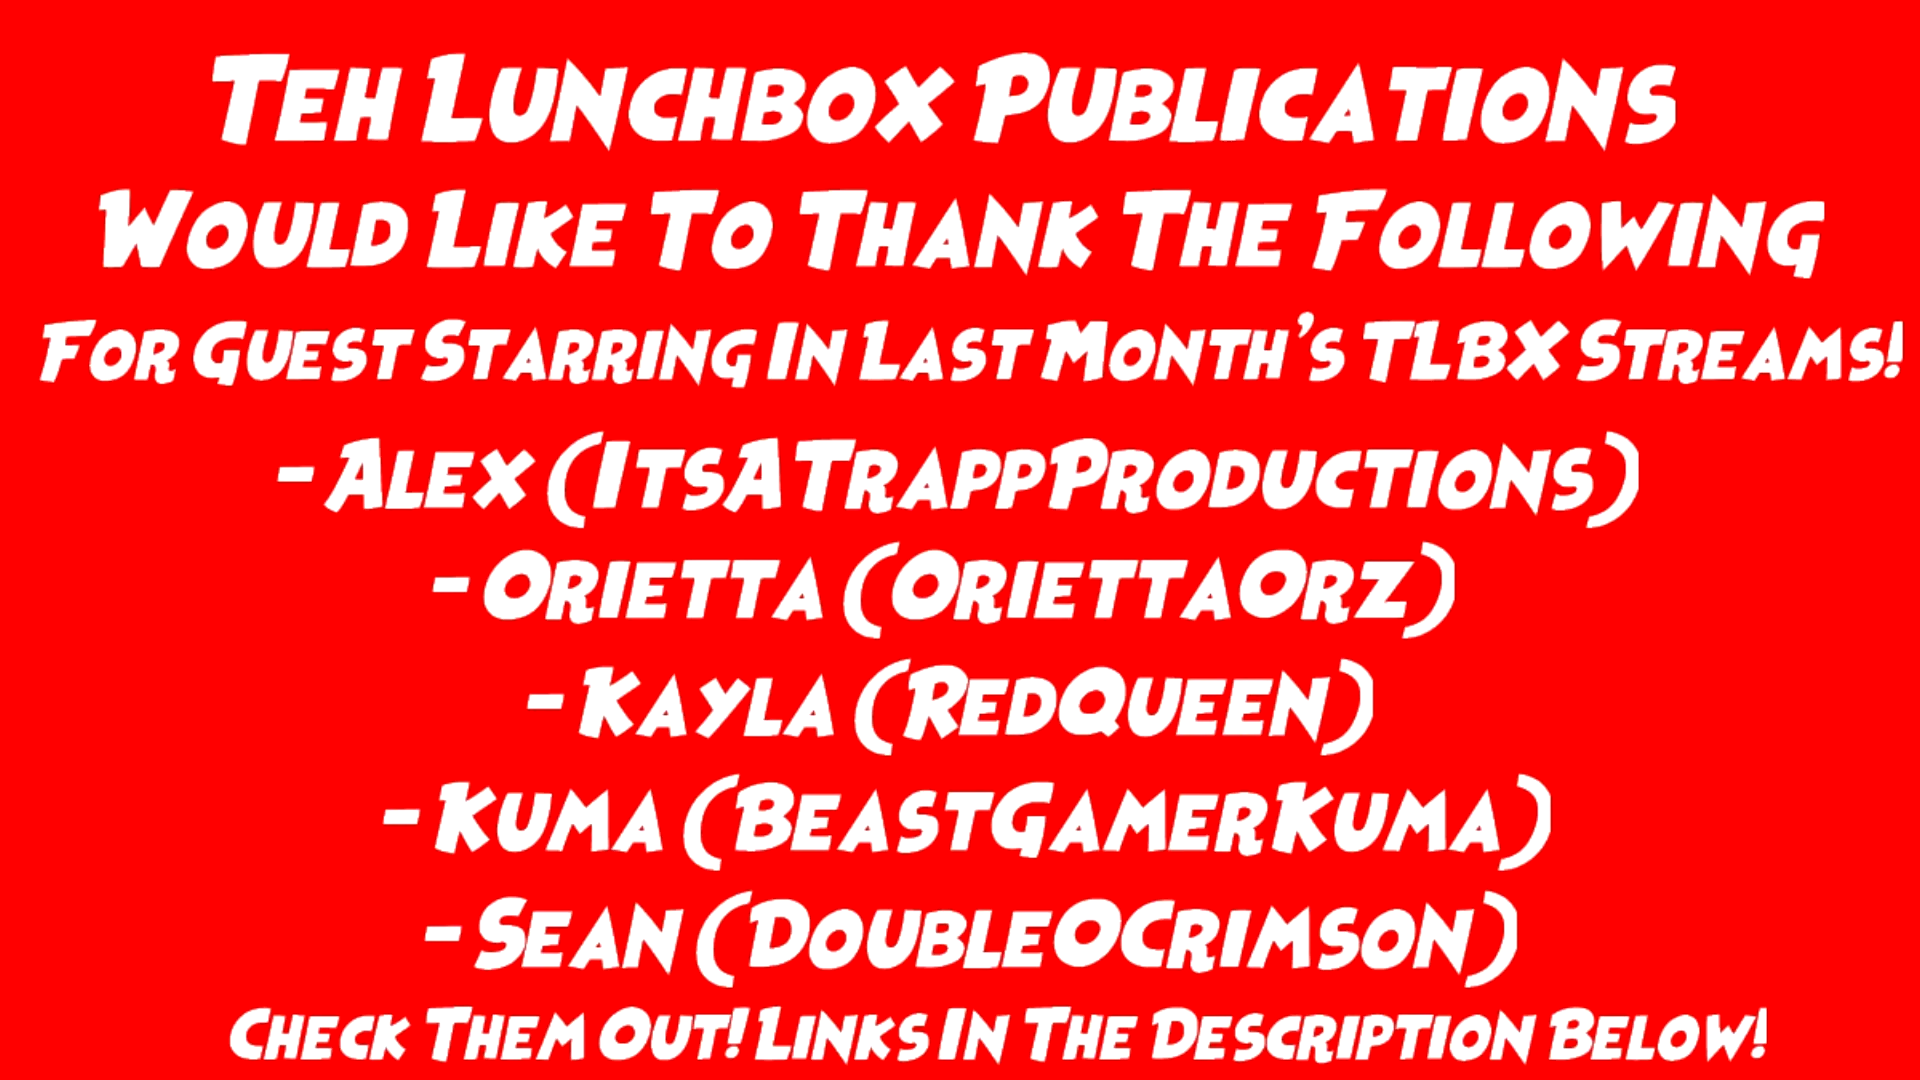 Teh Lunchbox Publications
Would Like To Thank The Following
For Guest Starring In Last Month's TLBX Streams!
- Alex (ItsATrappProductions)
- Orietta (OriettaOrz)
- Kayla (RedQueen)
- Kuma (BeastGamerKuma)
- Sean (DoubleOCrimson)
Check Them Out! Links In The Description Below!